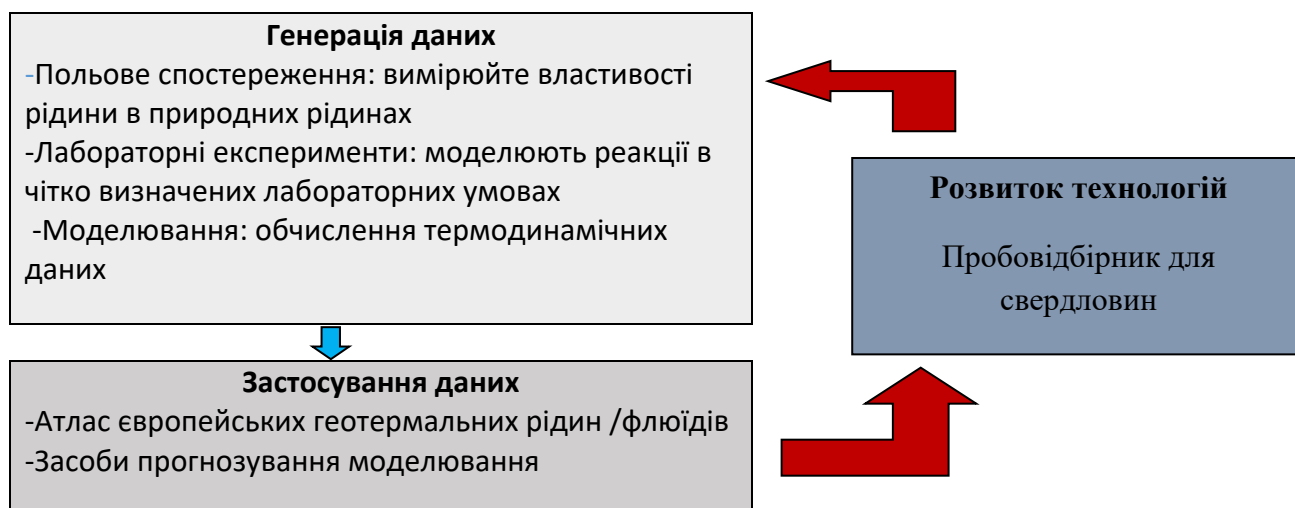 Генерація даних
-Польове спостереження: вимірюйте властивості
рідини в природних рідинах
-Лабораторні експерименти: моделюють реакції в
чітко визначених лабораторних умовах
-Моделювання: обчислення термодинамічних
даних
Розвиток технологій
Пробовідбірник для
свердловин
Застосування даних
-Атлас європейських геотермальних рідин /флюїдів
-Засоби прогнозування моделювання